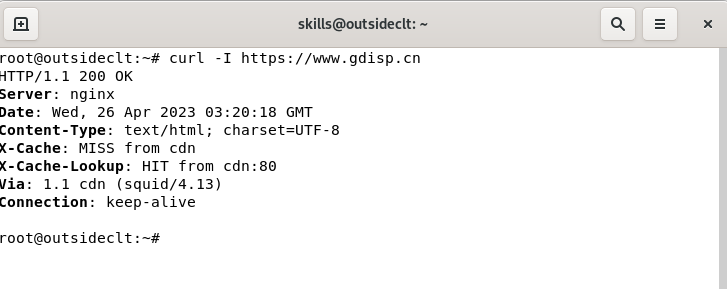 skills@outsideclt: ~
root@outsideclt:~# curl -I https://www.gdisp.cn
HTTP/1.1 200 OK
Server: nginx
Date: Wed, 26 Apr 2023 03:20:18 GMT
Content-Type: text/html; charset=UTF-8
X-Cache: MISS from cdn
X-Cache-Lookup: HIT from cdn:80
Via: 1.1 cdn (squid/4.13)
Connection: keep-alive
root@outsideclt:~#